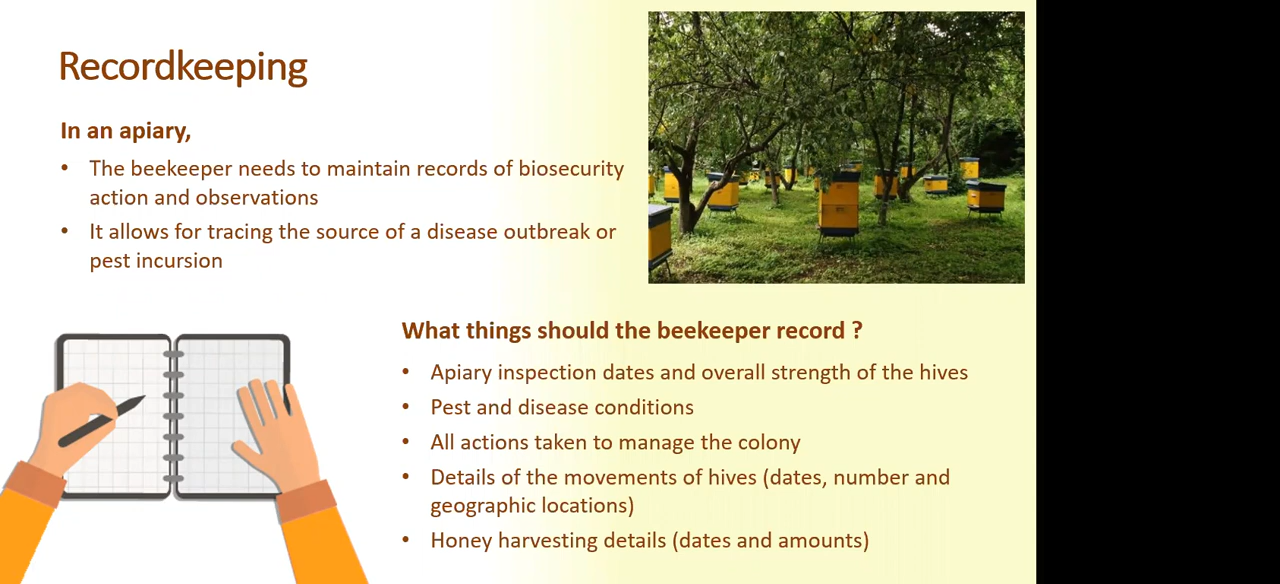 Recordkeeping
In an apiary,
• The beekeeper needs to maintain records of biosecurity
action and observations
• It allows for tracing the source of a disease outbreak or
pest incursion
What things should the beekeeper record ?
• Apiary inspection dates and overall strength of the hives
• Pest and disease conditions
• All actions taken to manage the colony
• Details of the movements of hives (dates, number and
geographic locations)
• Honey harvesting details (dates and amounts)